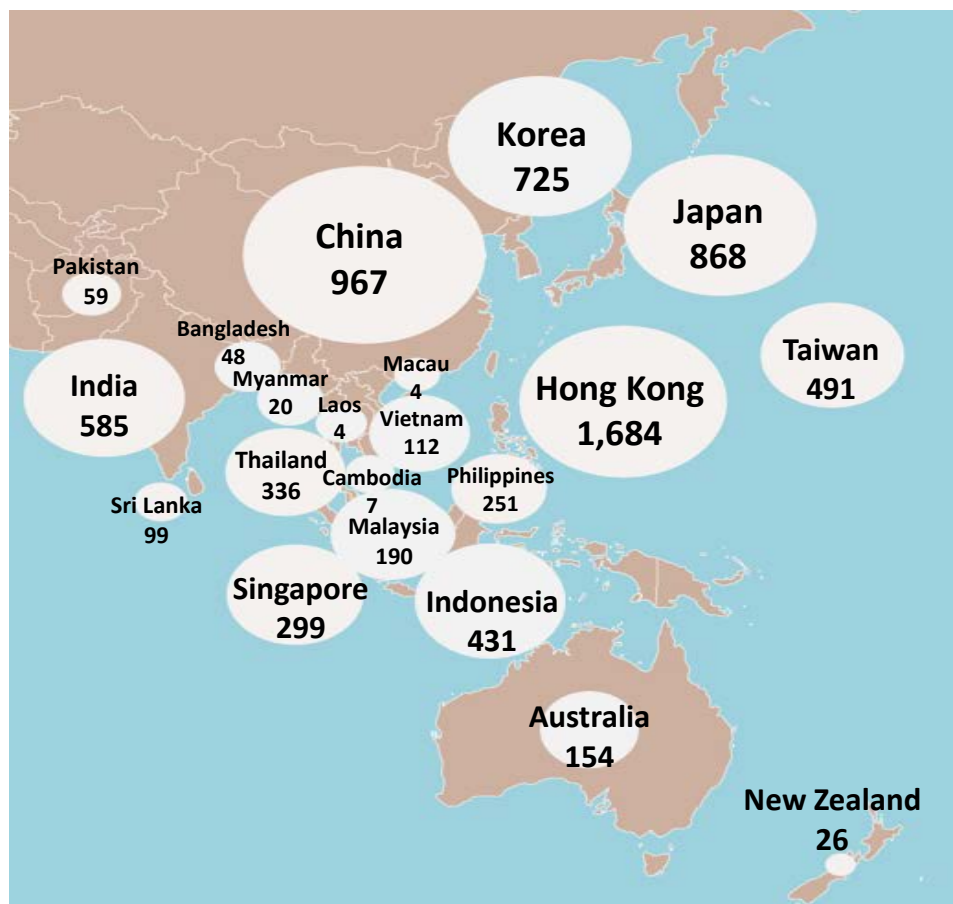 Korea
725
Japan
868
China
967
Pakistan
59
Bangladesh
48
Taiwan
491
Macau
4
India
585
Myanmar
20
Hong Kong
1,684
Laos
4
Vietnam
112
Thailand
336
Cambodia
7
Philippines
251
Sri Lanka
99
Malaysia
190
Singapore
299
Indonesia
431
Australia
154
New Zealand
26